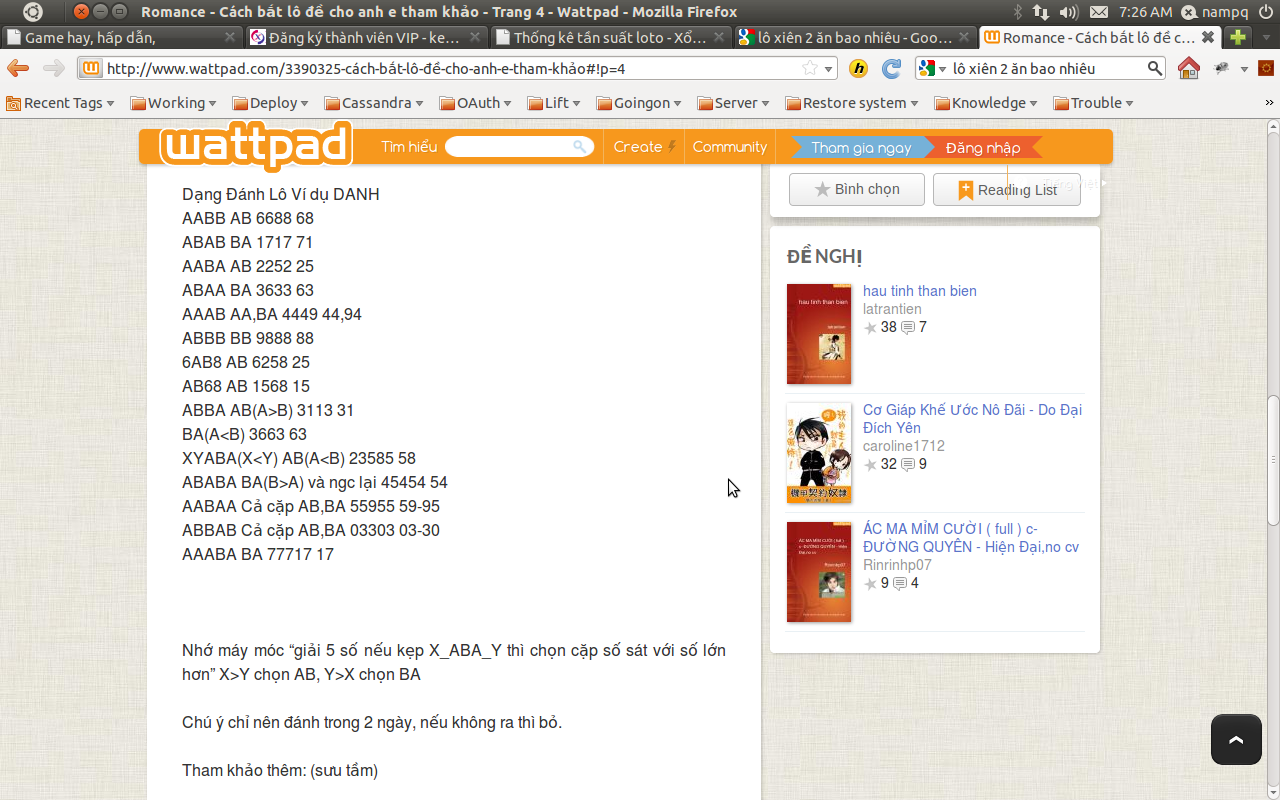 Romance - Cách bắt lô đề cho anh e tham khảo - Trang 4 - Wattpad - Mozilla Firefox
7:26 AM nampq
Game hay, hấp dẫn,
Đăng ký thành viên VIP - ke...
Thống kê tần suất loto - Xổ...
lô xiên 2 ăn bao nhiêu - Goo...
Romance - Cách bắt lô đề c...
http://www.wattpad.com/3390325-cách-bắt-lô-đề-cho-anh-e-tham-khảo#!p=4
lô xiên 2 ăn bao nhiêu
Recent Tags
Working
Deploy
Cassandra
OAuth
Lift
Goingon
Server
Restore system
Knowledge
Trouble
»
wattpad
Tìm hiểu
Create
Community
Tham gia ngay
Đăng nhập
Dạng Đánh Lô Ví dụ DANH
AABB AB 6688 68
ABAB BA 1717 71
AABA AB 2252 25
ABAA BA 3633 63
AAAB AA,BA 4449 44,94
ABBB BB 9888 88
6AB8 AB 6258 25
AB68 AB 1568 15
ABBA AB(A>B) 3113 31
BA(A<B) 3663 63
XYABA(X<Y) AB(A<B) 23585 58
ABABA BA(B>A) và ngc lại 45454 54
AABAA Cả cặp AB,BA 55955 59-95
ABBAB Cả cặp AB,BA 03303 03-30
AAABA BA 77717 17
Nhớ máy móc “giải 5 số nếu kẹp X_ABA_Y thì chọn cặp số sát với số lớn
hơn” X>Y chọn AB, Y>X chọn BA
Chú ý chỉ nên đánh trong 2 ngày, nếu không ra thì bỏ.
Tham khảo thêm: (sưu tầm)
Bình chọn
Reading List
ĐỀ NGHỊ
hau tinh than bien
hau tinh than bien
latrantien
38 7
Cơ Giáp Khế Ước Nô Đãi - Do Đại
Đích Yên
caroline1712
32 9
ÁC MA MỈM CƯỜI ( full ) c-
ĐƯỜNG QUYÊN - Hiện Đại,no cv
Rinrinhp07
9 4